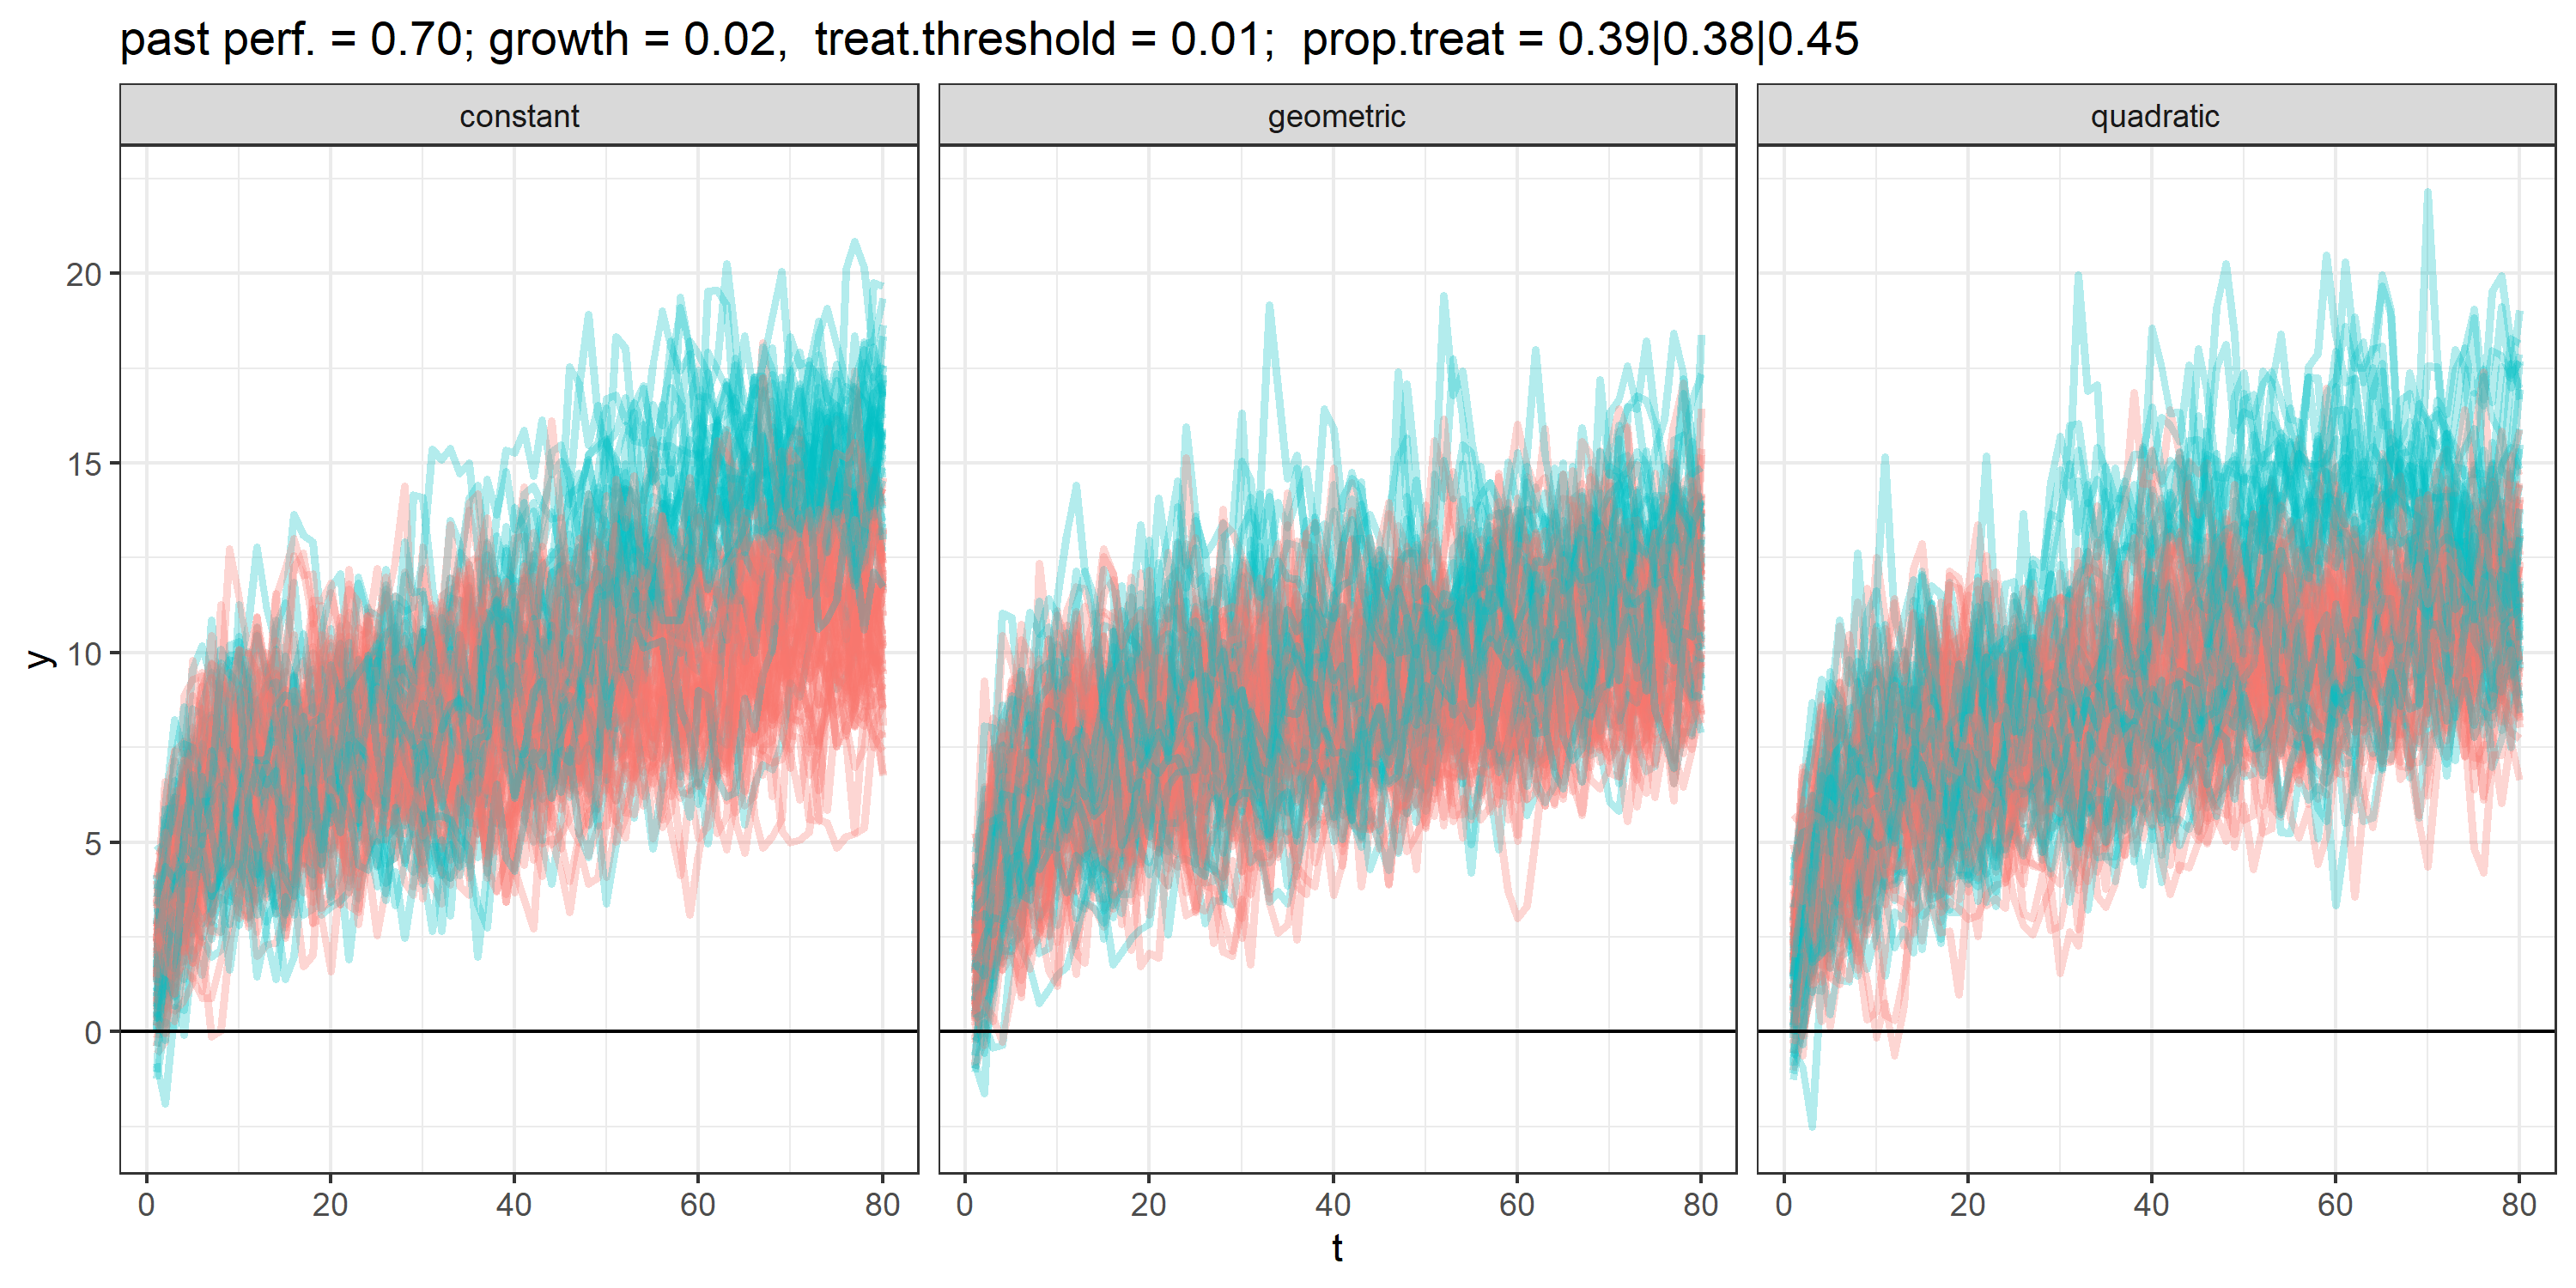 past perf. = 0.70; growth = 0.02,  treat.threshold = 0.01;  prop.treat = 0.39|0.38|0.45
constant geometric quadratic
20
15
10
5
0
y
0 20 40 60 80 0 20 40 60 80 0 20 40 60 80
t